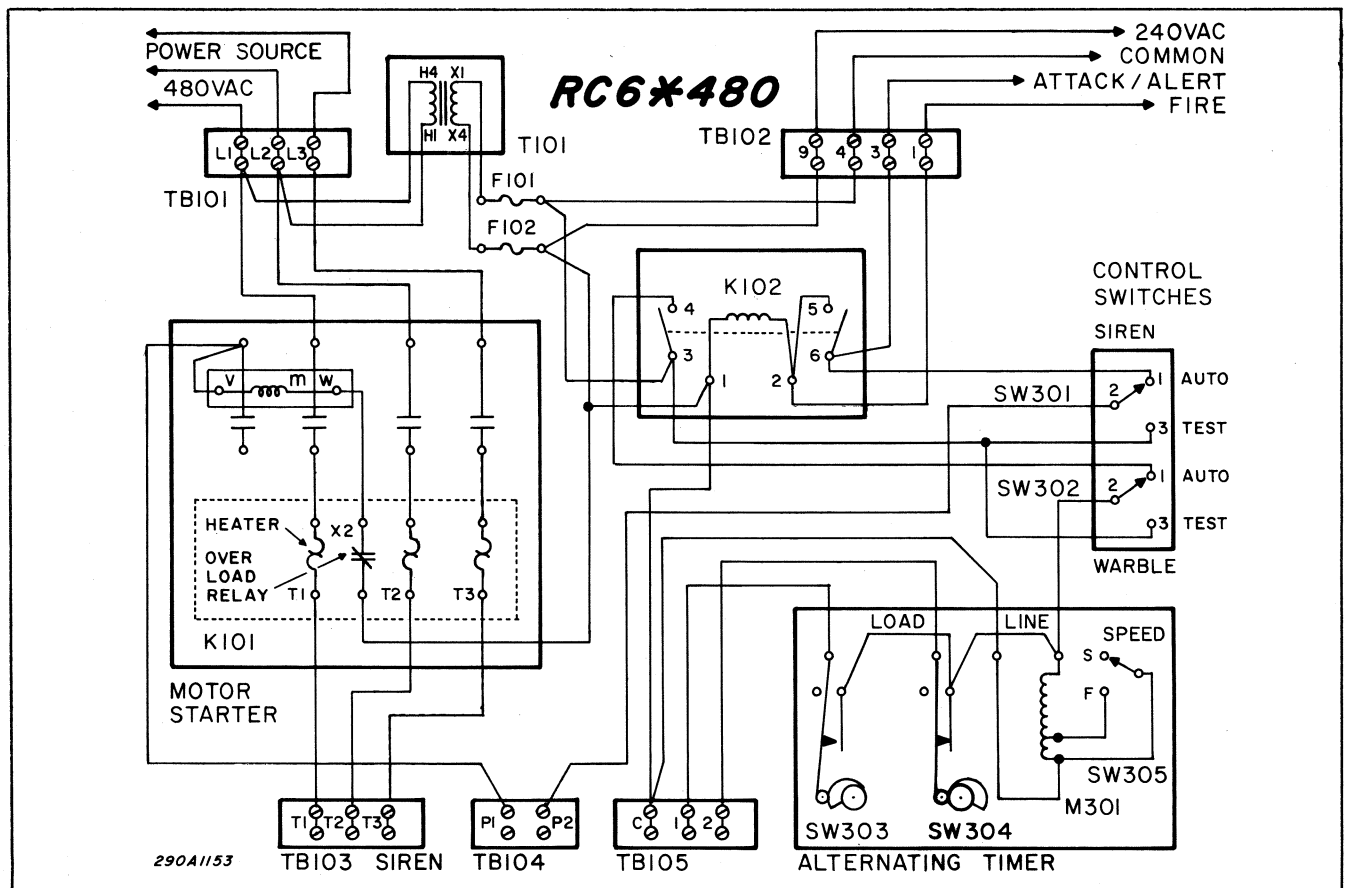 POWER SOURCE
480VAC
RC6*480
240VAC
COMMON
ATTACK/ALERT
FIRE
H4 X1
H1 X4
T101
TB102
9 4 3 1
L1 L2 L3
TB101
F101
F102
K102
4
5
3
6
1
2
CONTROL
SWITCHES
SIREN
1 AUTO
2
SW301
3 TEST
1 AUTO
2
SW302
3 TEST
WARBLE
V m W
HEATER
X2
OVER
LOAD
RELAY
T1 T2 T3
K101
MOTOR
STARTER
LOAD LINE
SPEED
S
F
SW305
M301
SW303 SW304
T1 T2 T3
P1 P2
C 1 2
290A1153
TB103 SIREN
TB104
TB105
ALTERNATING TIMER